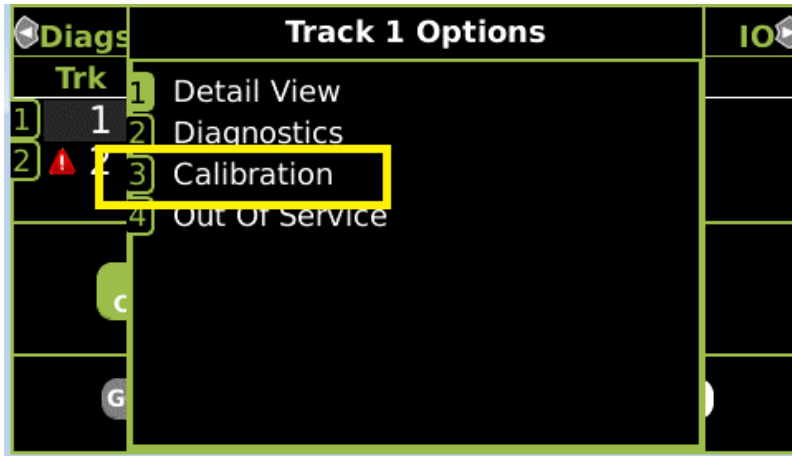 Diags Track 1 Options IO
Trk
1 Detail View
1 1
2 Diagnostics
2 2
3 Calibration
4 Out Of Service
C
G